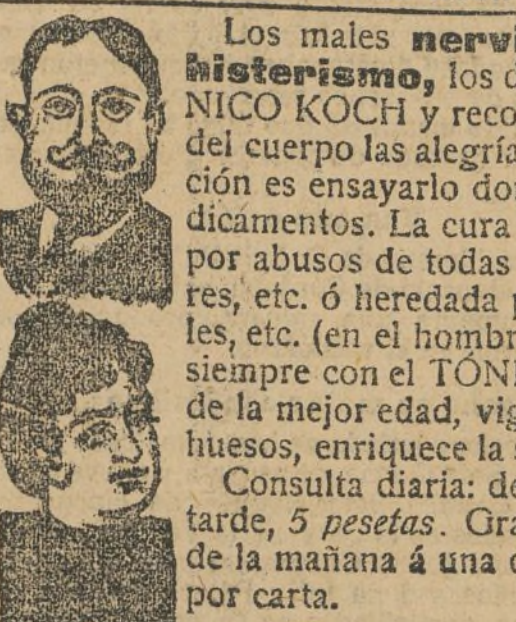 Los males nervi
histerismo, los d
NICO KOCH y reco
del cuerpo las alegría
ción es ensayarlo don
dicamentos. La cura
por abusos de todas
res, etc. ó heredada p
les, etc. (en el hombr
siempre con el TÓNI
de la mejor edad, vig
huesos, enriquece la s
Consulta diaria: de
tarde, 5 pesetas. Gra
de la mañana á una d
por carta.